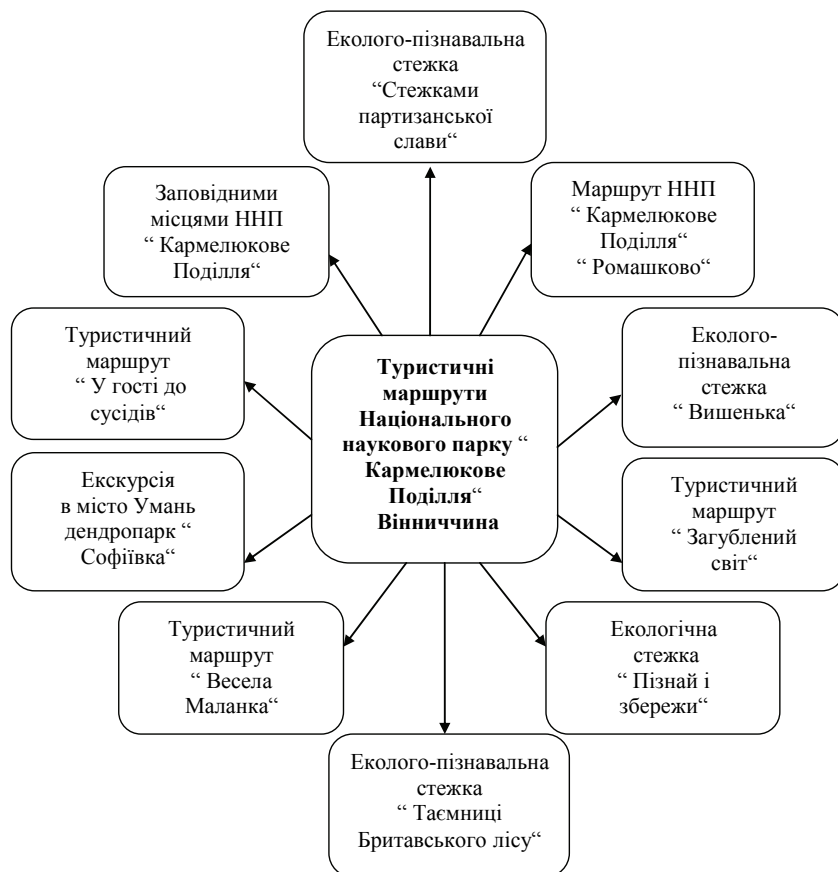 Еколого-пізнавальна
стежка
“Стежками
партизанської
слави“
Заповідними
місцями ННП
“ Кармелюкове
Поділля“
Маршрут ННП
“ Кармелюкове
Поділля“
“ Ромашково“
Туристичний
маршрут
“ У гості до
сусідів“
Туристичні
маршрути
Національного
наукового парку “
Кармелюкове
Поділля“
Вінниччина
Еколого-
пізнавальна
стежка
“ Вишенька“
Екскурсія
в місто Умань
дендропарк “
Софіївка“
Туристичний
маршрут
“ Загублений
світ“
Туристичний
маршрут
“ Весела
Маланка“
Екологічна
стежка
“ Пізнай і
збережи“
Еколого-пізнавальна
стежка
“ Таємниці
Бритавського лісу“